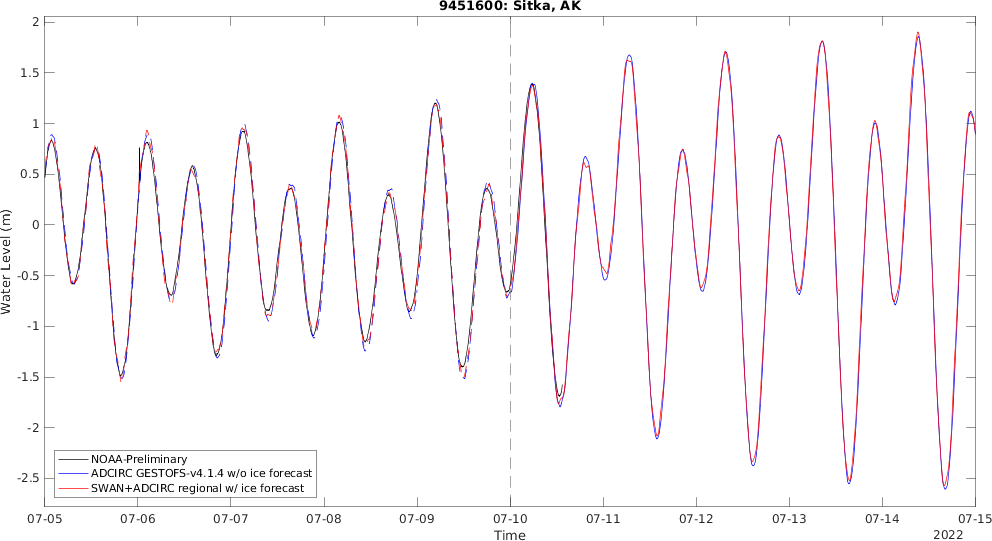 9451600: Sitka, AK
2
1.5
1
0.5
0
-0.5
-1
-1.5
-2
-2.5
Water Level (m)
NOAA-Preliminary
ADCIRC GESTOFS-v4.1.4 w/o ice forecast
SWAN+ADCIRC regional w/ ice forecast
07-05 07-06 07-07 07-08 07-09 07-10 07-11 07-12 07-13 07-14 07-15
Time
2022